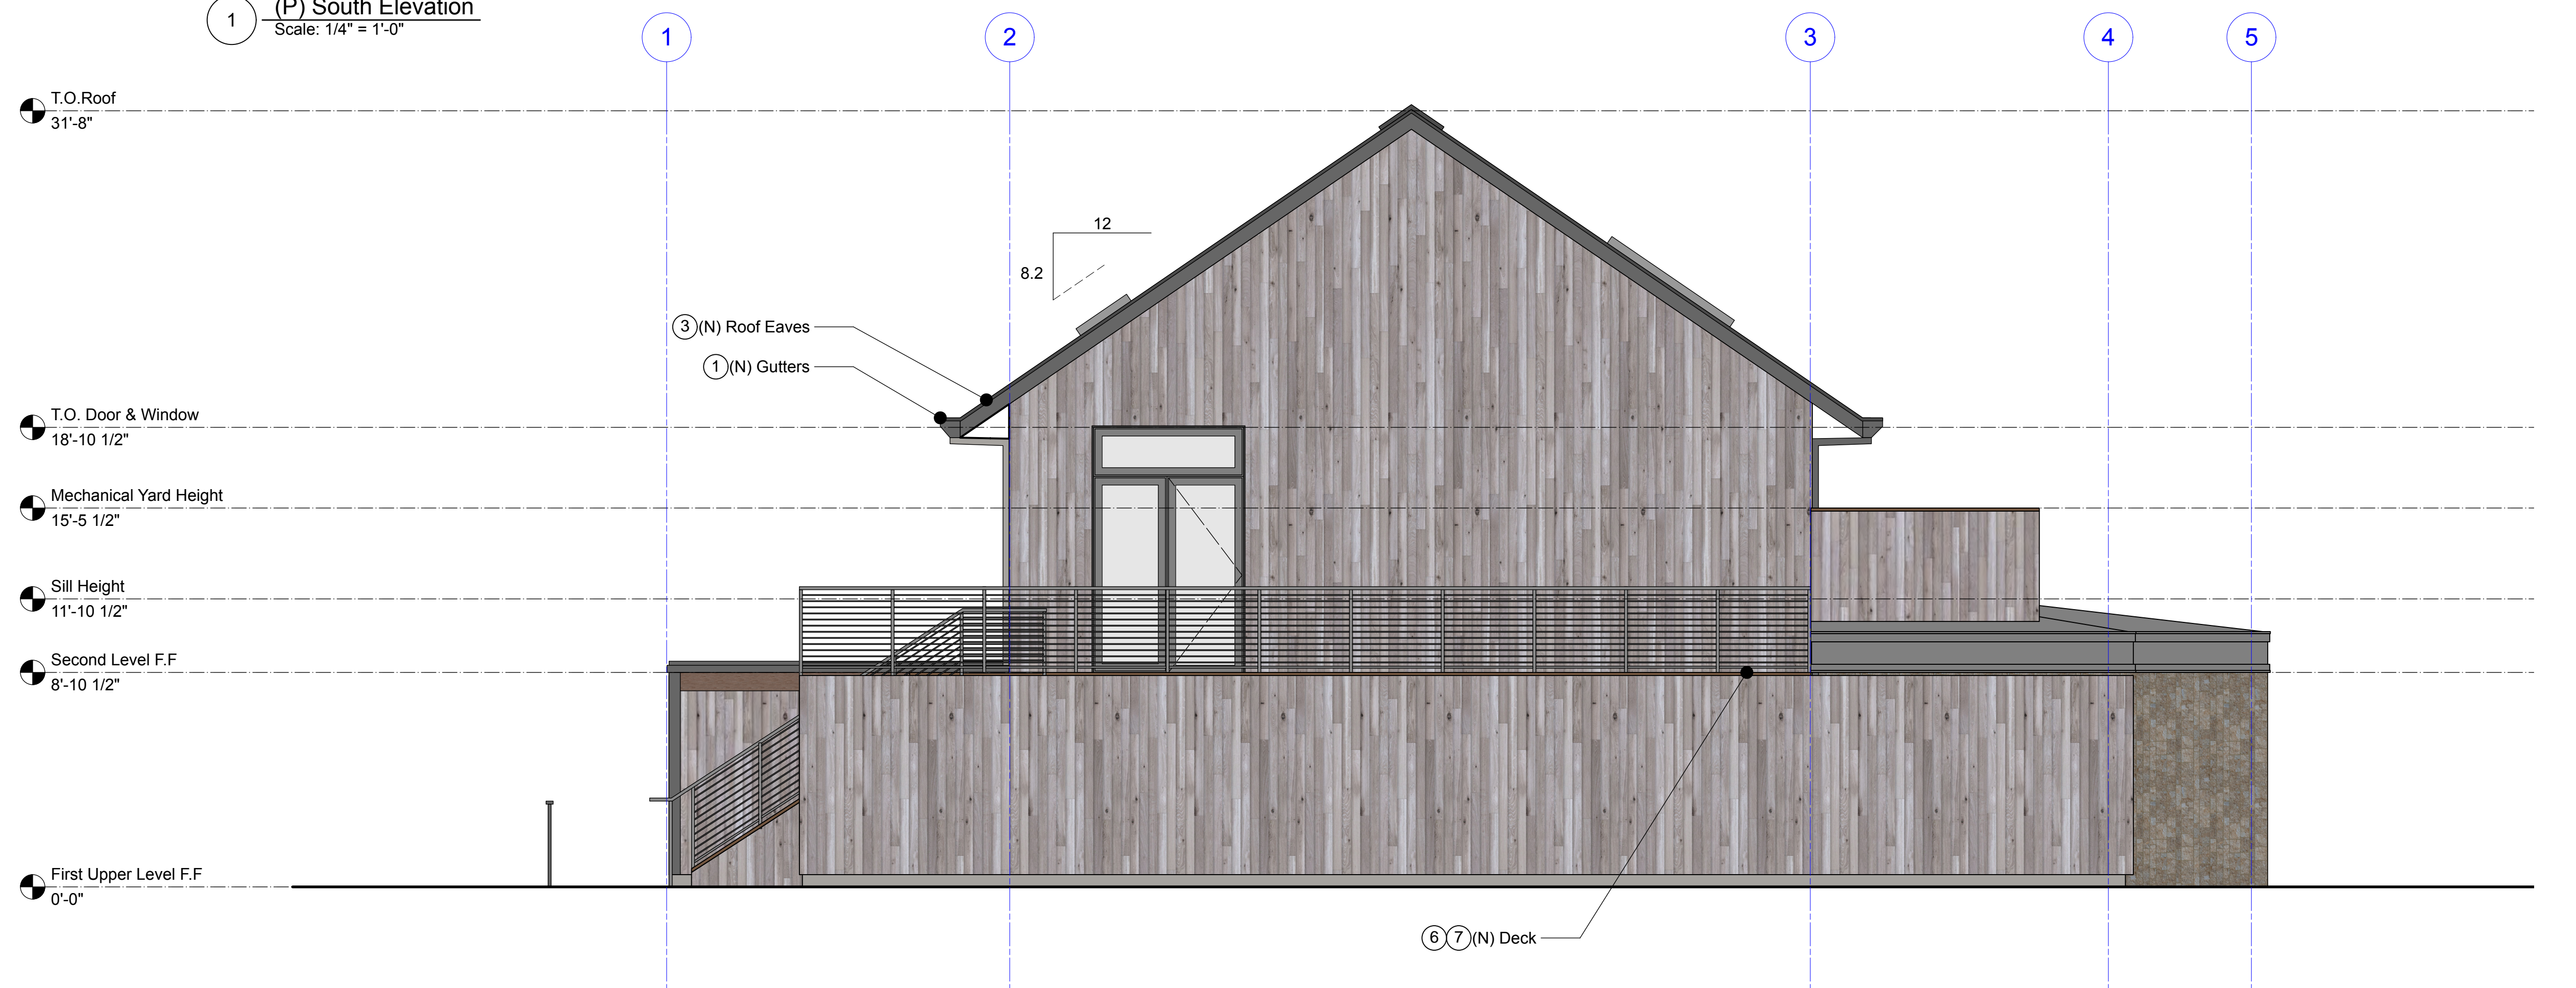 1 (P) South Elevation
Scale: 1/4" = 1'-0"
1 2 3 4 5
T.O.Roof
31'-8"
12
8.2
3 (N) Roof Eaves
1 (N) Gutters
T.O. Door & Window
18'-10 1/2"
Mechanical Yard Height
15'-5 1/2"
Sill Height
11'-10 1/2"
Second Level F.F
8'-10 1/2"
First Upper Level F.F
0'-0"
6 7 (N) Deck